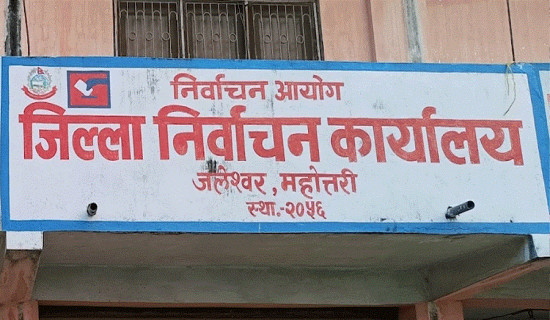 निर्वाचन आयोग
जिल्ला निर्वाचन कार्यालय
जलेश्वर, महोत्तरी
स्था.-२०५६